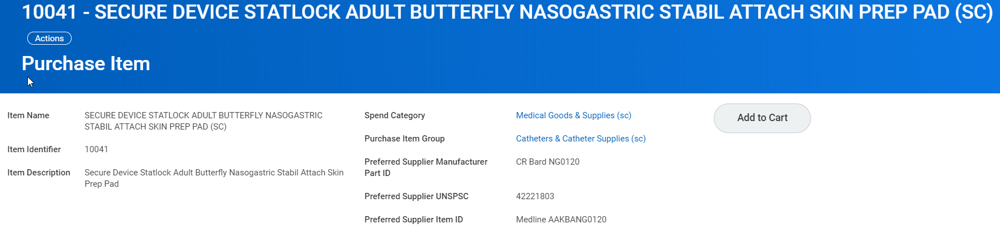 10041 - SECURE DEVICE STATLOCK ADULT BUTTERFLY NASOGASTRIC STABIL ATTACH SKIN PREP PAD (SC)
Actions
Purchase Item
Item Name
SECURE DEVICE STATLOCK ADULT BUTTERFLY NASOGASTRIC
STABIL ATTACH SKIN PREP PAD (SC)
Item Identifier
10041
Item Description
Secure Device Statlock Adult Butterfly Nasogastric Stabil Attach Skin
Prep Pad
Spend Category
Medical Goods & Supplies (sc)
Purchase Item Group
Catheters & Catheter Supplies (sc)
Preferred Supplier Manufacturer
Part ID
CR Bard NG0120
Preferred Supplier UNSPSC
42221803
Preferred Supplier Item ID
Medline AAKBANG0120
Add to Cart